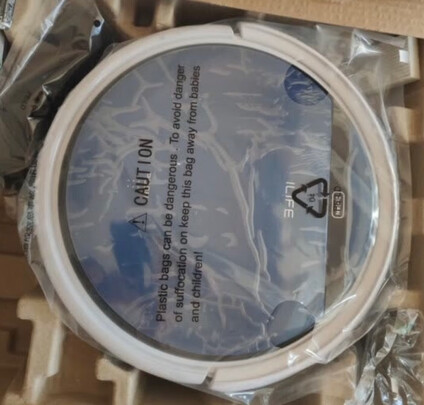 ⚠ CAUTION
Plastic bags can be dangerous . To avoid danger
of suffocation on keep this bag away from babies
and children!
ILIFE